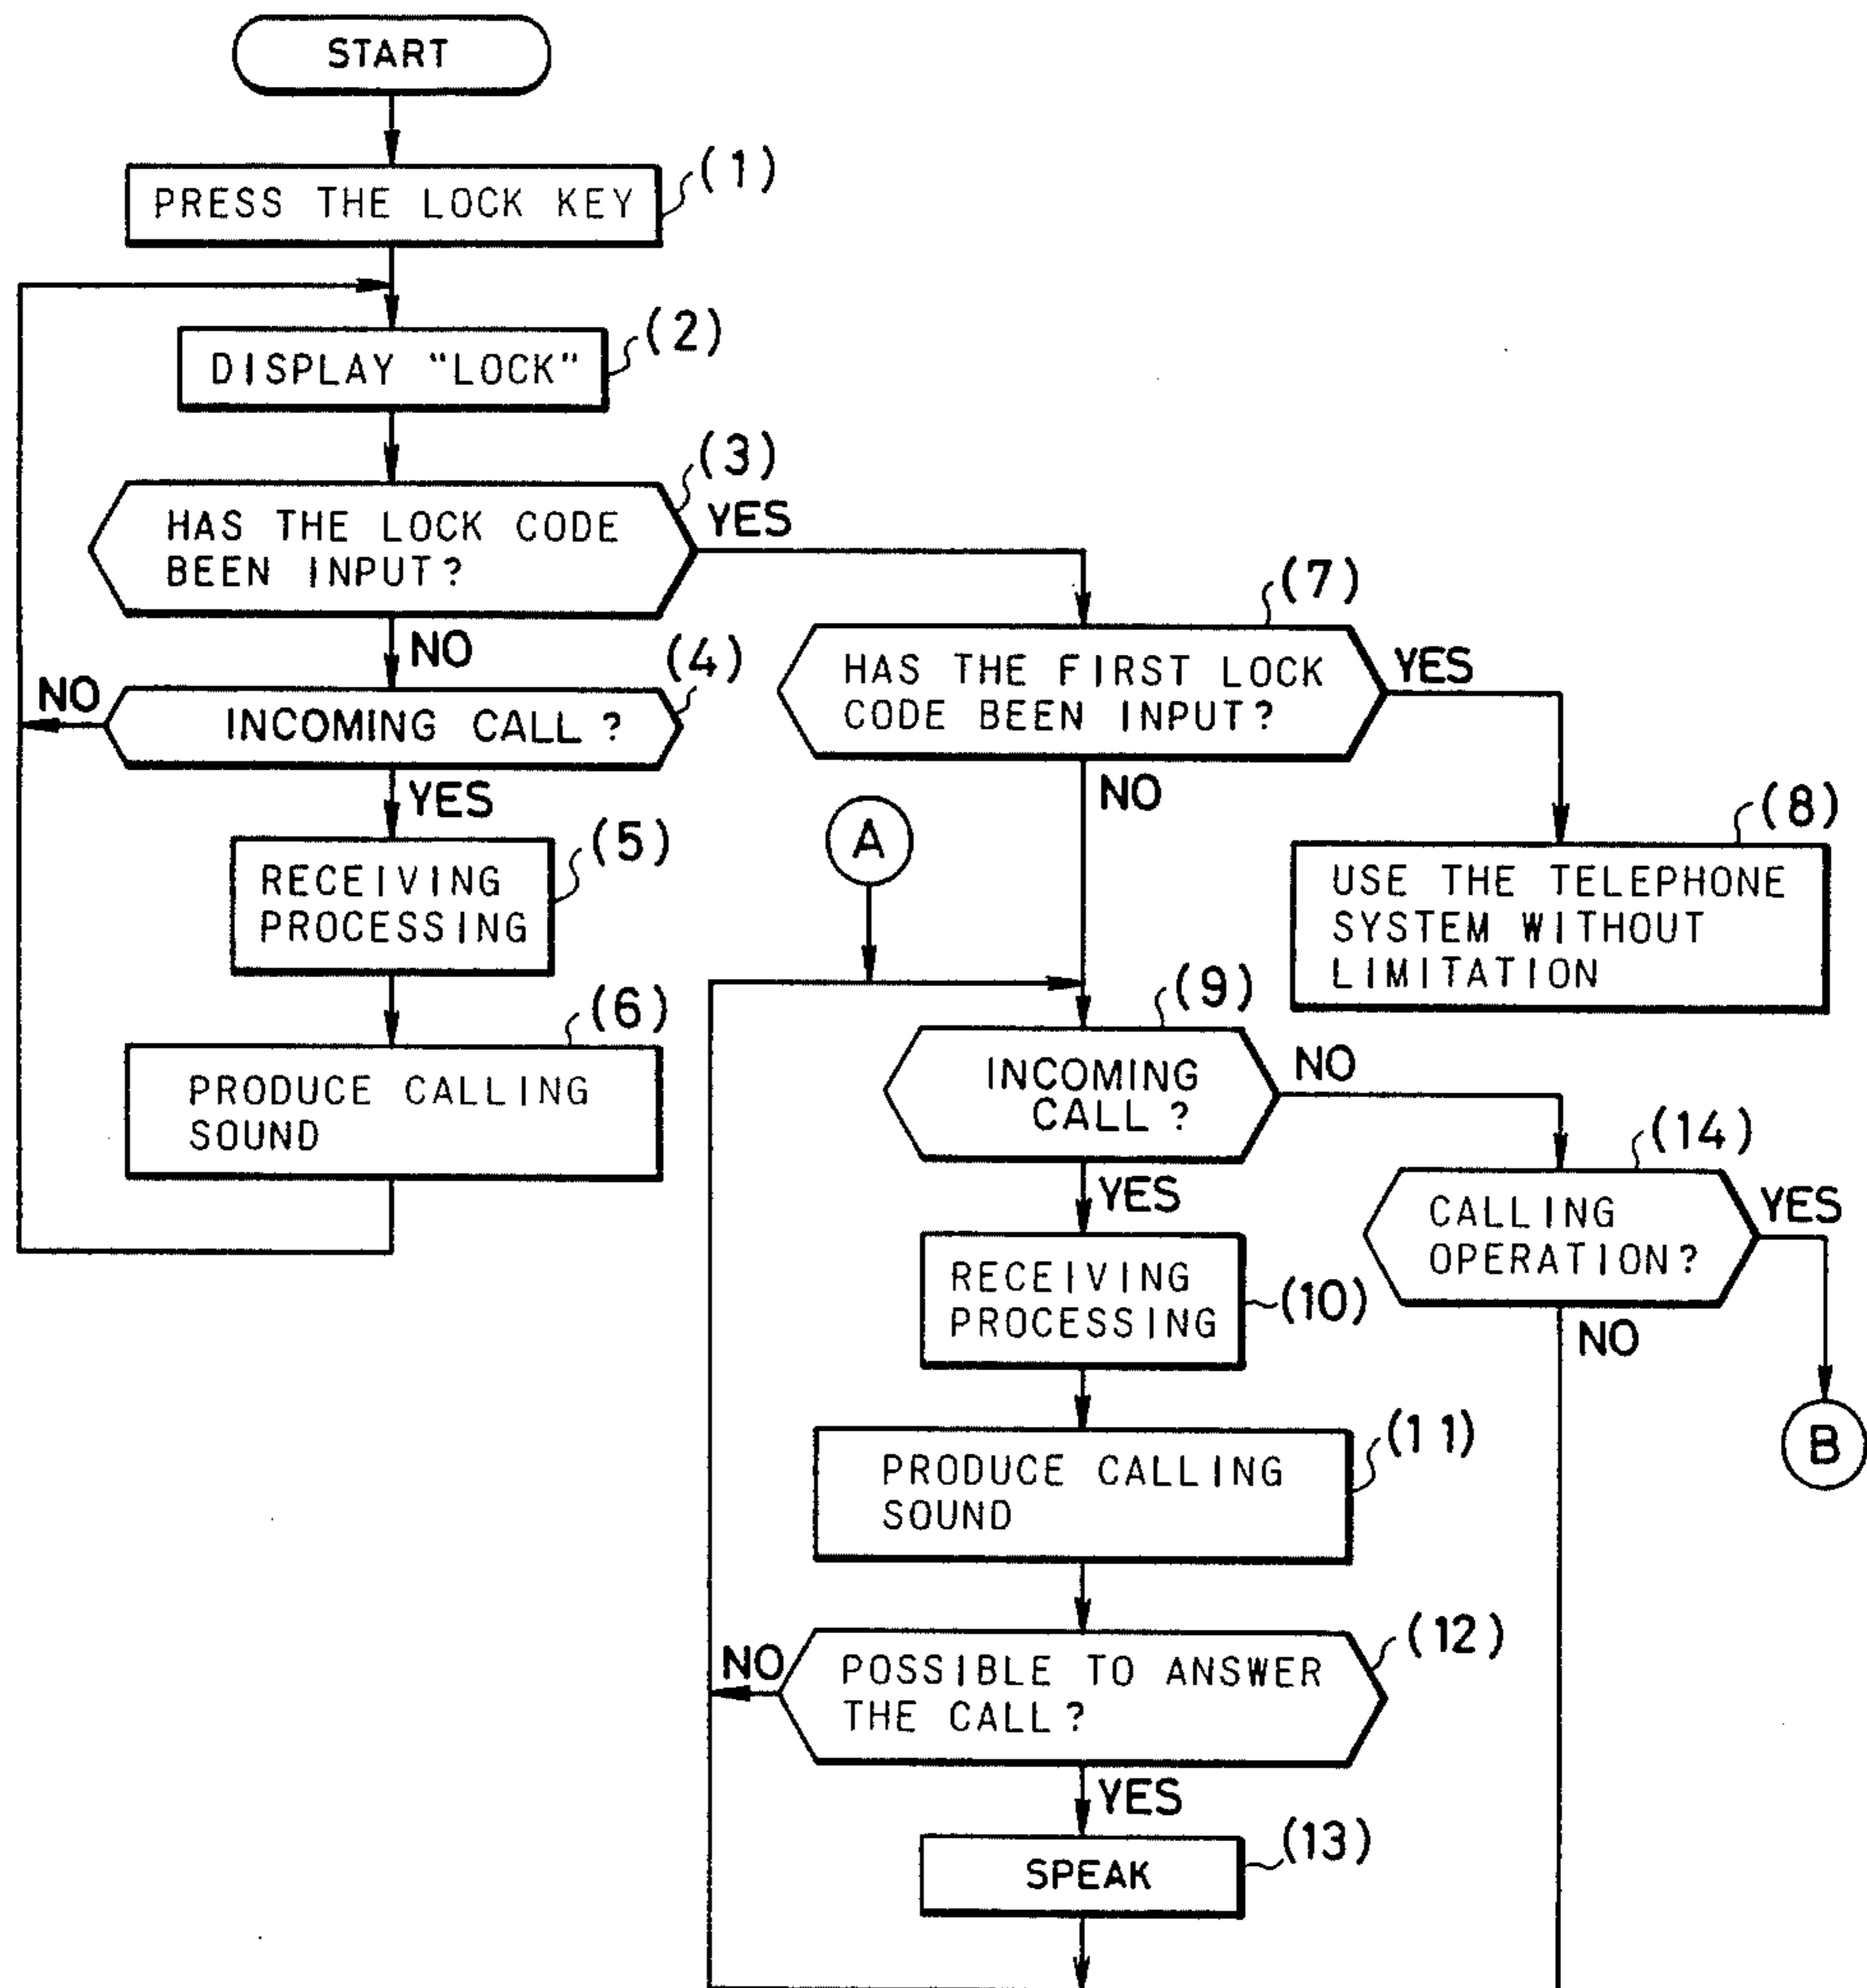 START
(1)
PRESS THE LOCK KEY
(2)
DISPLAY "LOCK"
(3)
HAS THE LOCK CODE
BEEN INPUT?
YES
NO
(4)
INCOMING CALL?
NO
YES
(5)
RECEIVING
PROCESSING
(6)
PRODUCE CALLING
SOUND
(7)
HAS THE FIRST LOCK
CODE BEEN INPUT?
YES
NO
(8)
USE THE TELEPHONE
SYSTEM WITHOUT
LIMITATION
A
(9)
INCOMING
CALL?
NO
YES
(10)
RECEIVING
PROCESSING
(11)
PRODUCE CALLING
SOUND
(12)
POSSIBLE TO ANSWER
THE CALL?
NO
YES
(13)
SPEAK
(14)
CALLING
OPERATION?
YES
NO
B